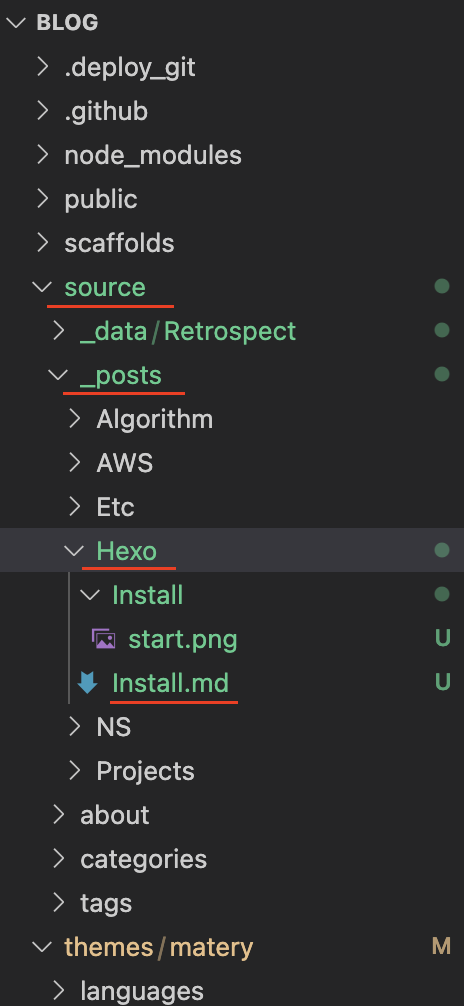 BLOG
.deploy_git
.github
node_modules
public
scaffolds
source
_data/Retrospect
_posts
Algorithm
AWS
Etc
Hexo
Install
start.png U
Install.md U
NS
Projects
about
categories
tags
themes/matery M
languages